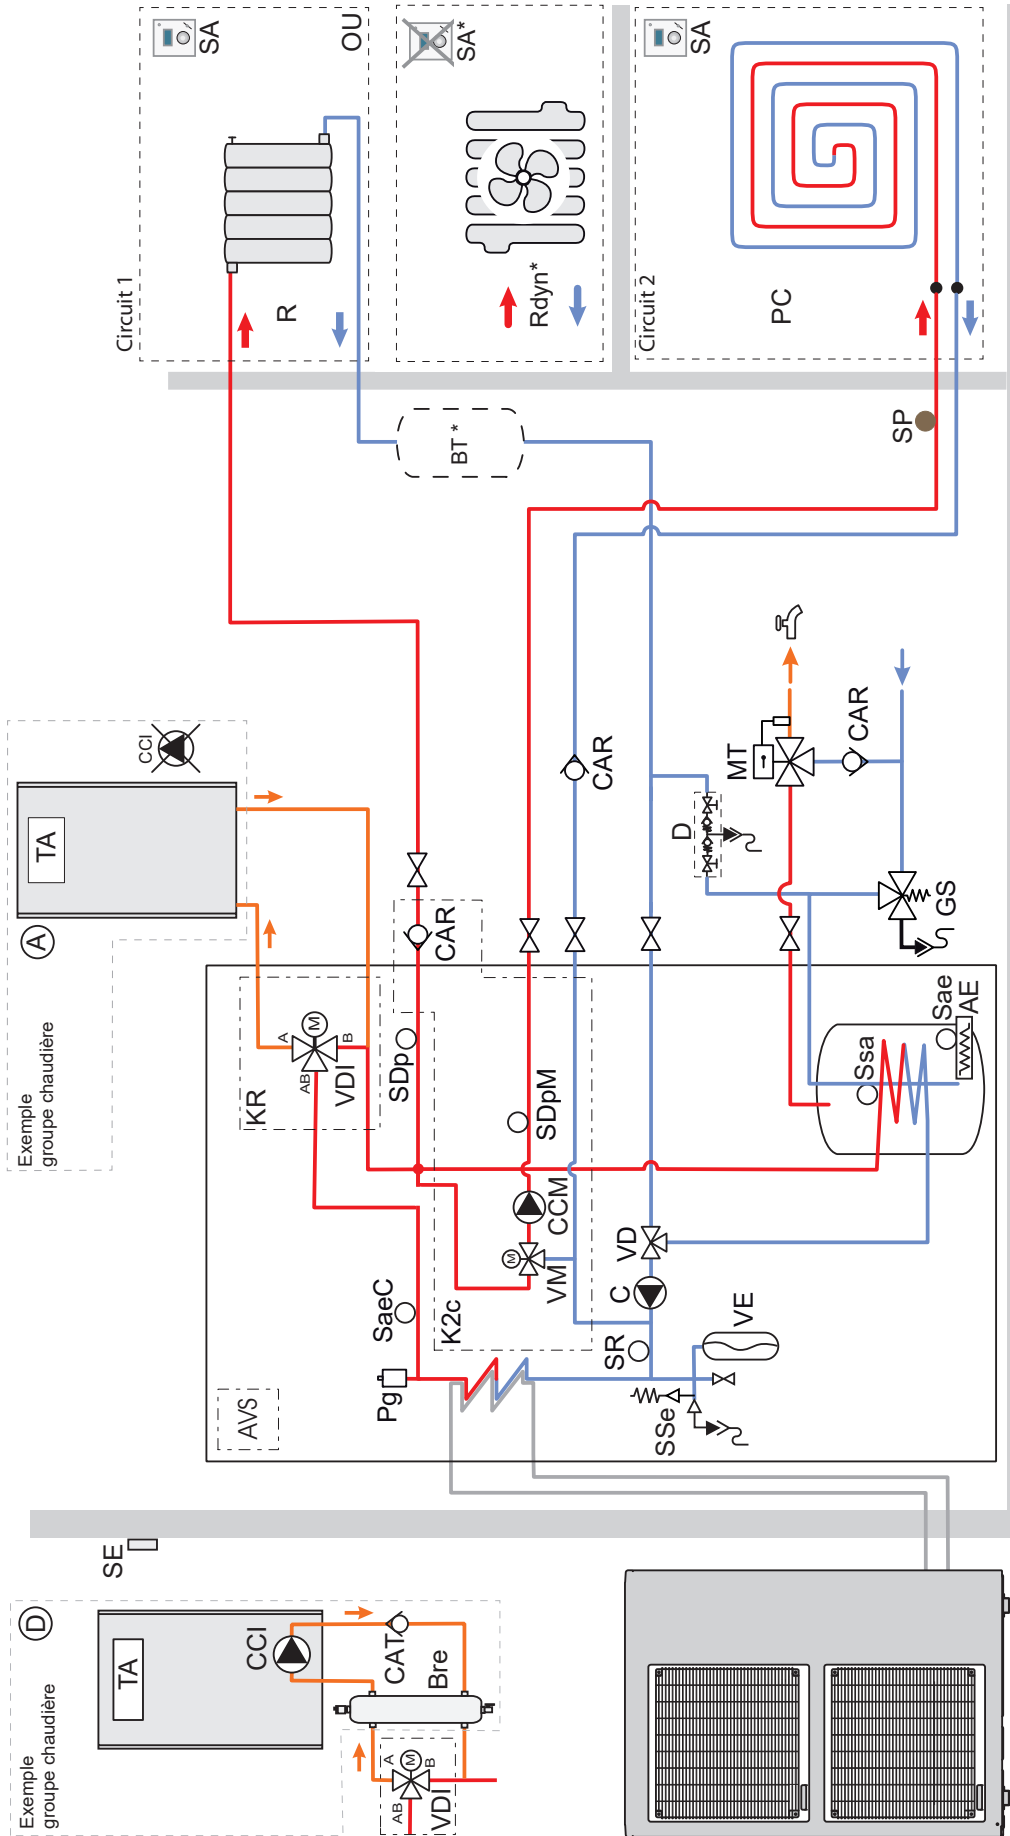 Circuit 1
SA
R
OU
SA*
Rdyn*
Circuit 2
SA
PC
BT *
SP
Exemple
groupe chaudière
A
TA
CCI
KR
A
AB
M
B
VDI
SDp
CAR
SDpM
CAR
D
MT
CAR
GS
Sae
AE
Ssa
AVS
Pg
SaeC
K2c
M
VM
CCM
C
VD
SR
SSe
VE
SE
Exemple
groupe chaudière
D
TA
CCI
CAT
Bre
A
AB
M
B
VDI